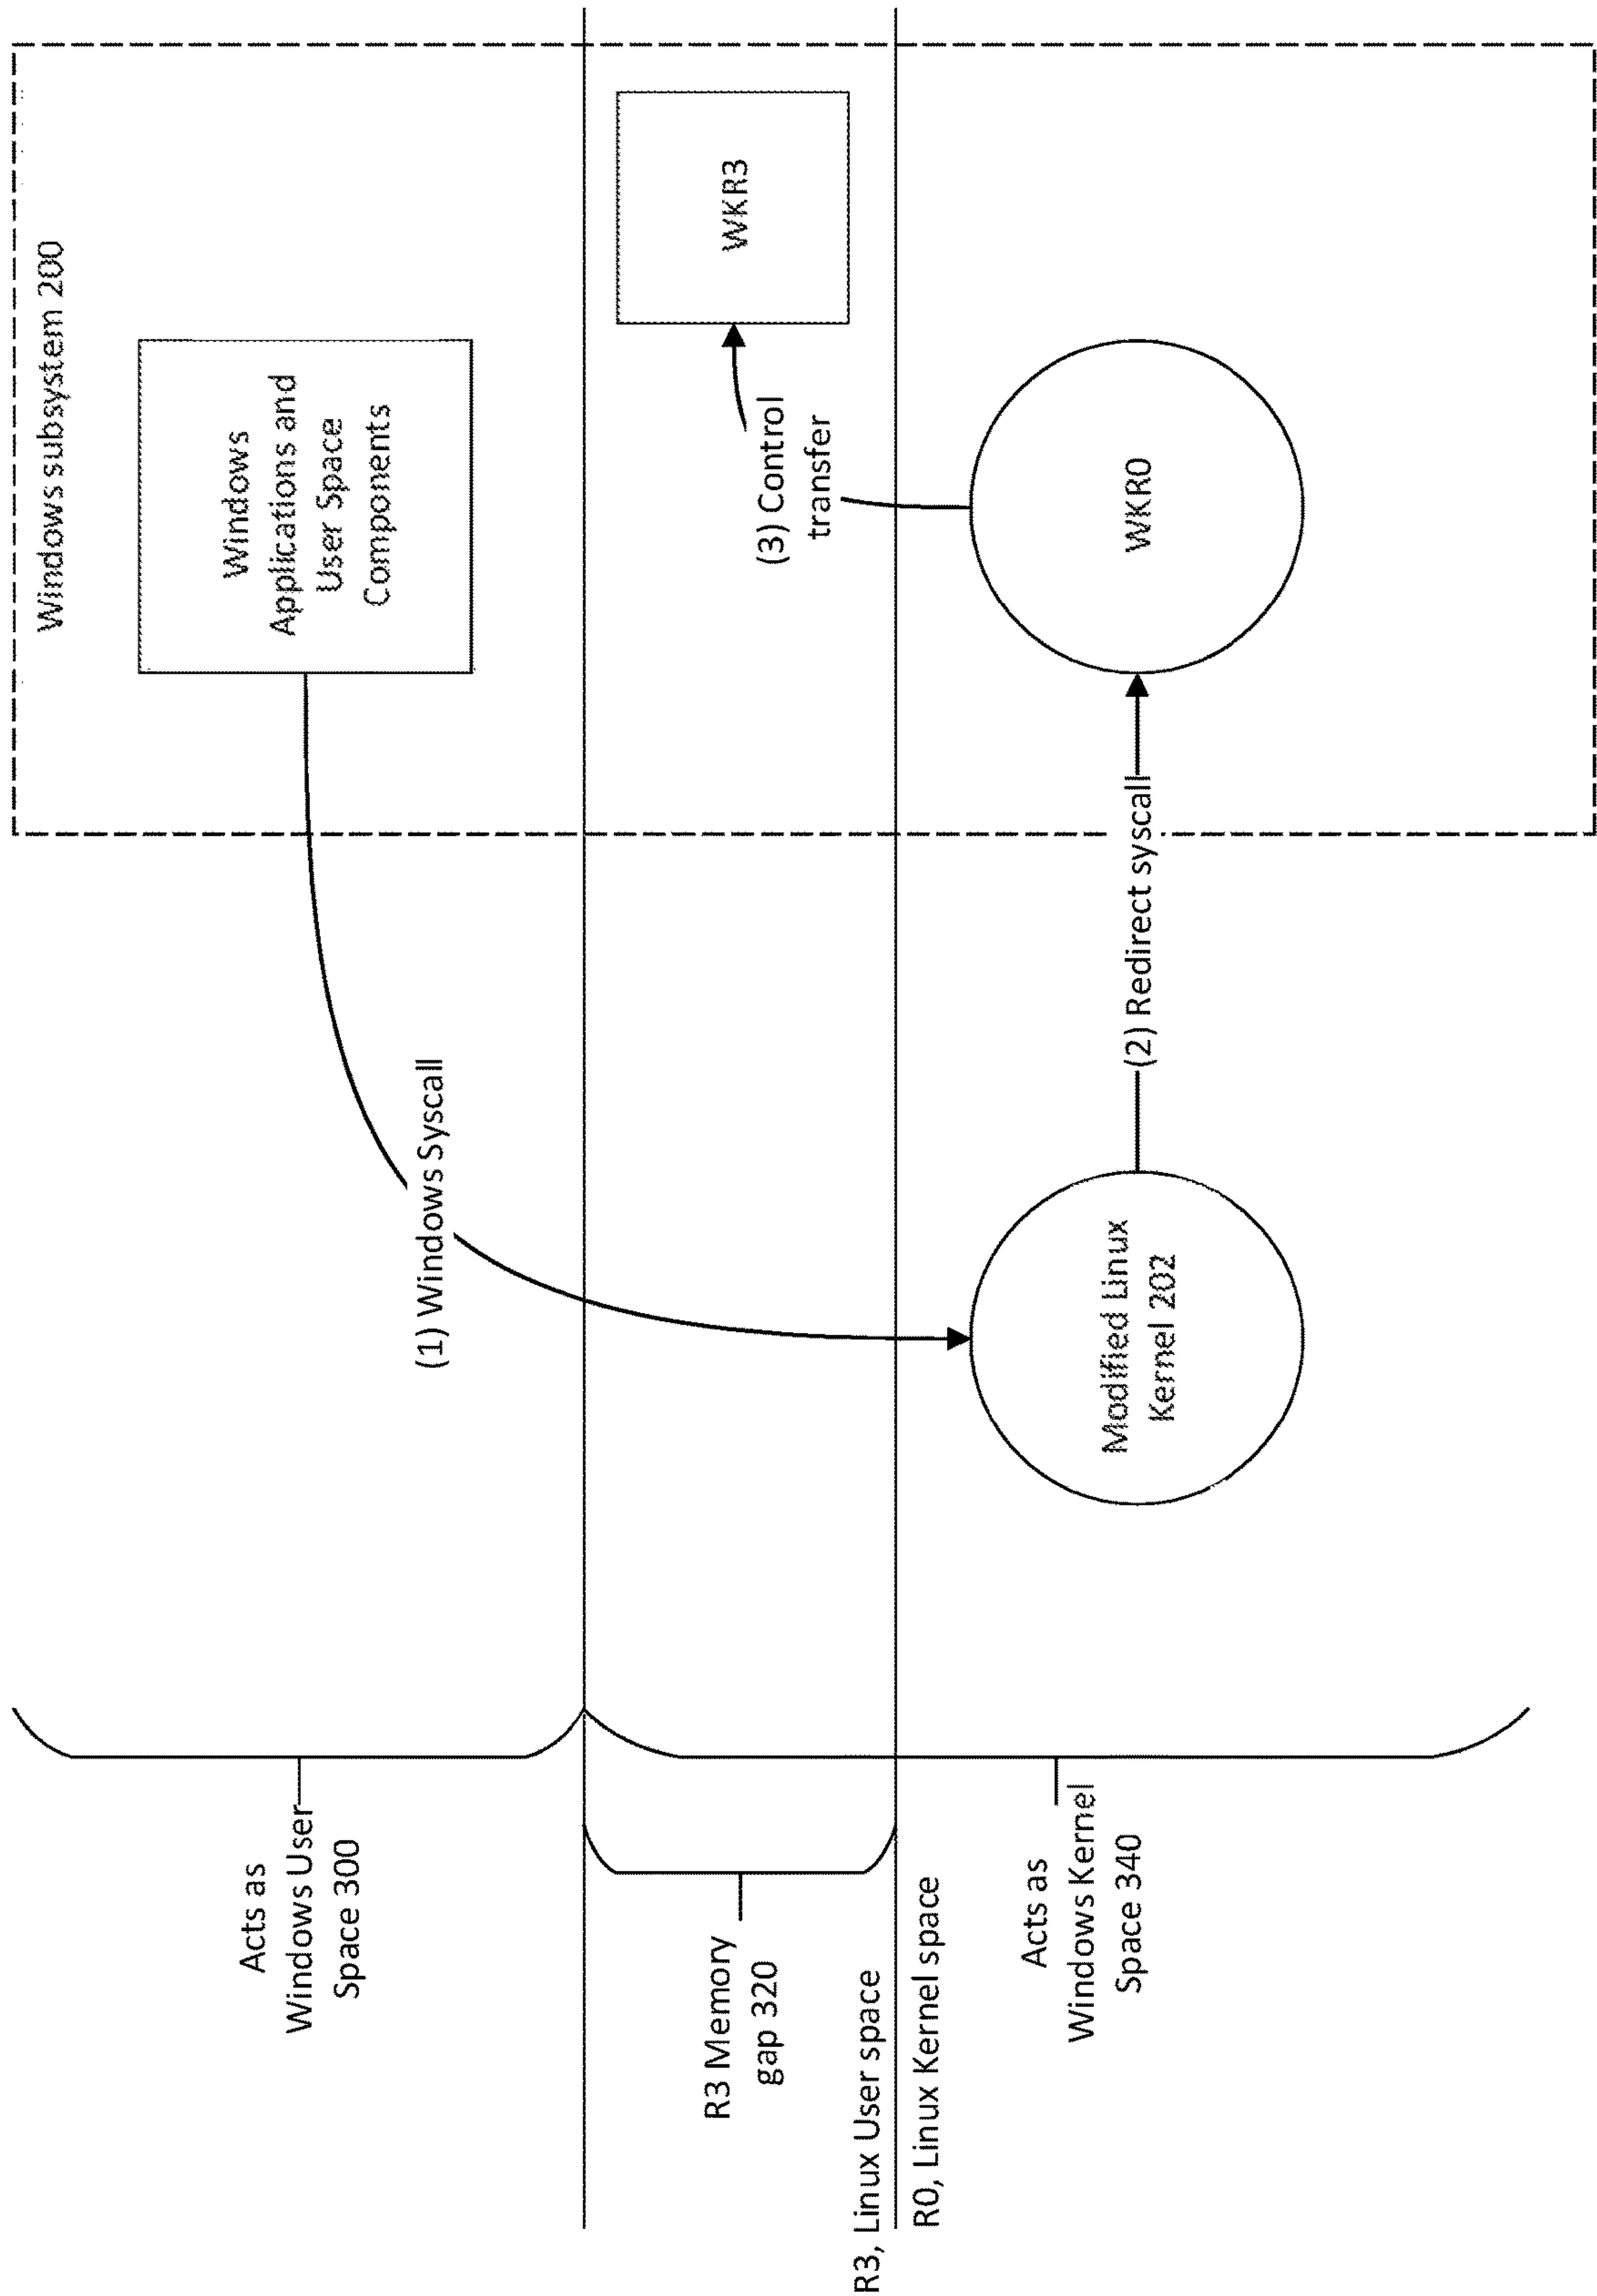 Windows subsystem 200
Windows
Applications and
User Space
Components
WKR3
(3) Control
transfer
WKR0
(1) Windows Syscall
(2) Redirect syscall
Modified Linux
Kernel 202
Acts as
Windows User
Space 300
R3 Memory
gap 320
R3, Linux User space
R0, Linux Kernel space
Acts as
Windows Kernel
Space 340